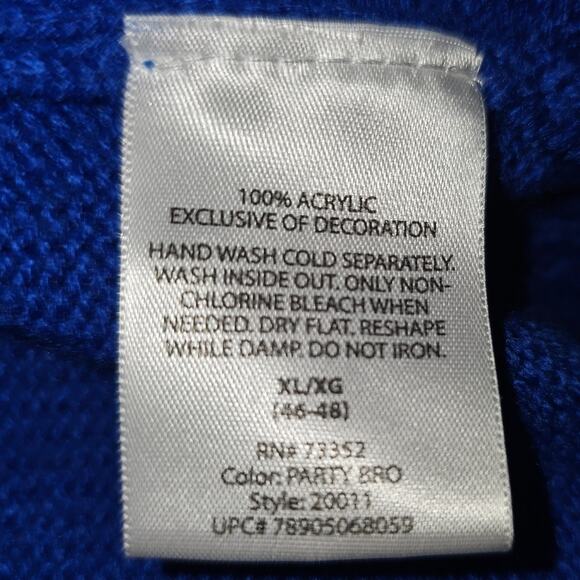 100% ACRYLIC
EXCLUSIVE OF DECORATION
HAND WASH COLD SEPARATELY.
WASH INSIDE OUT. ONLY NON-
CHLORINE BLEACH WHEN
NEEDED. DRY FLAT. RESHAPE
WHILE DAMP. DO NOT IRON.
XL/XG
(46-48)
RN# 73352
Color: PARTY BRO
Style: 20011
UPC# 78905068059